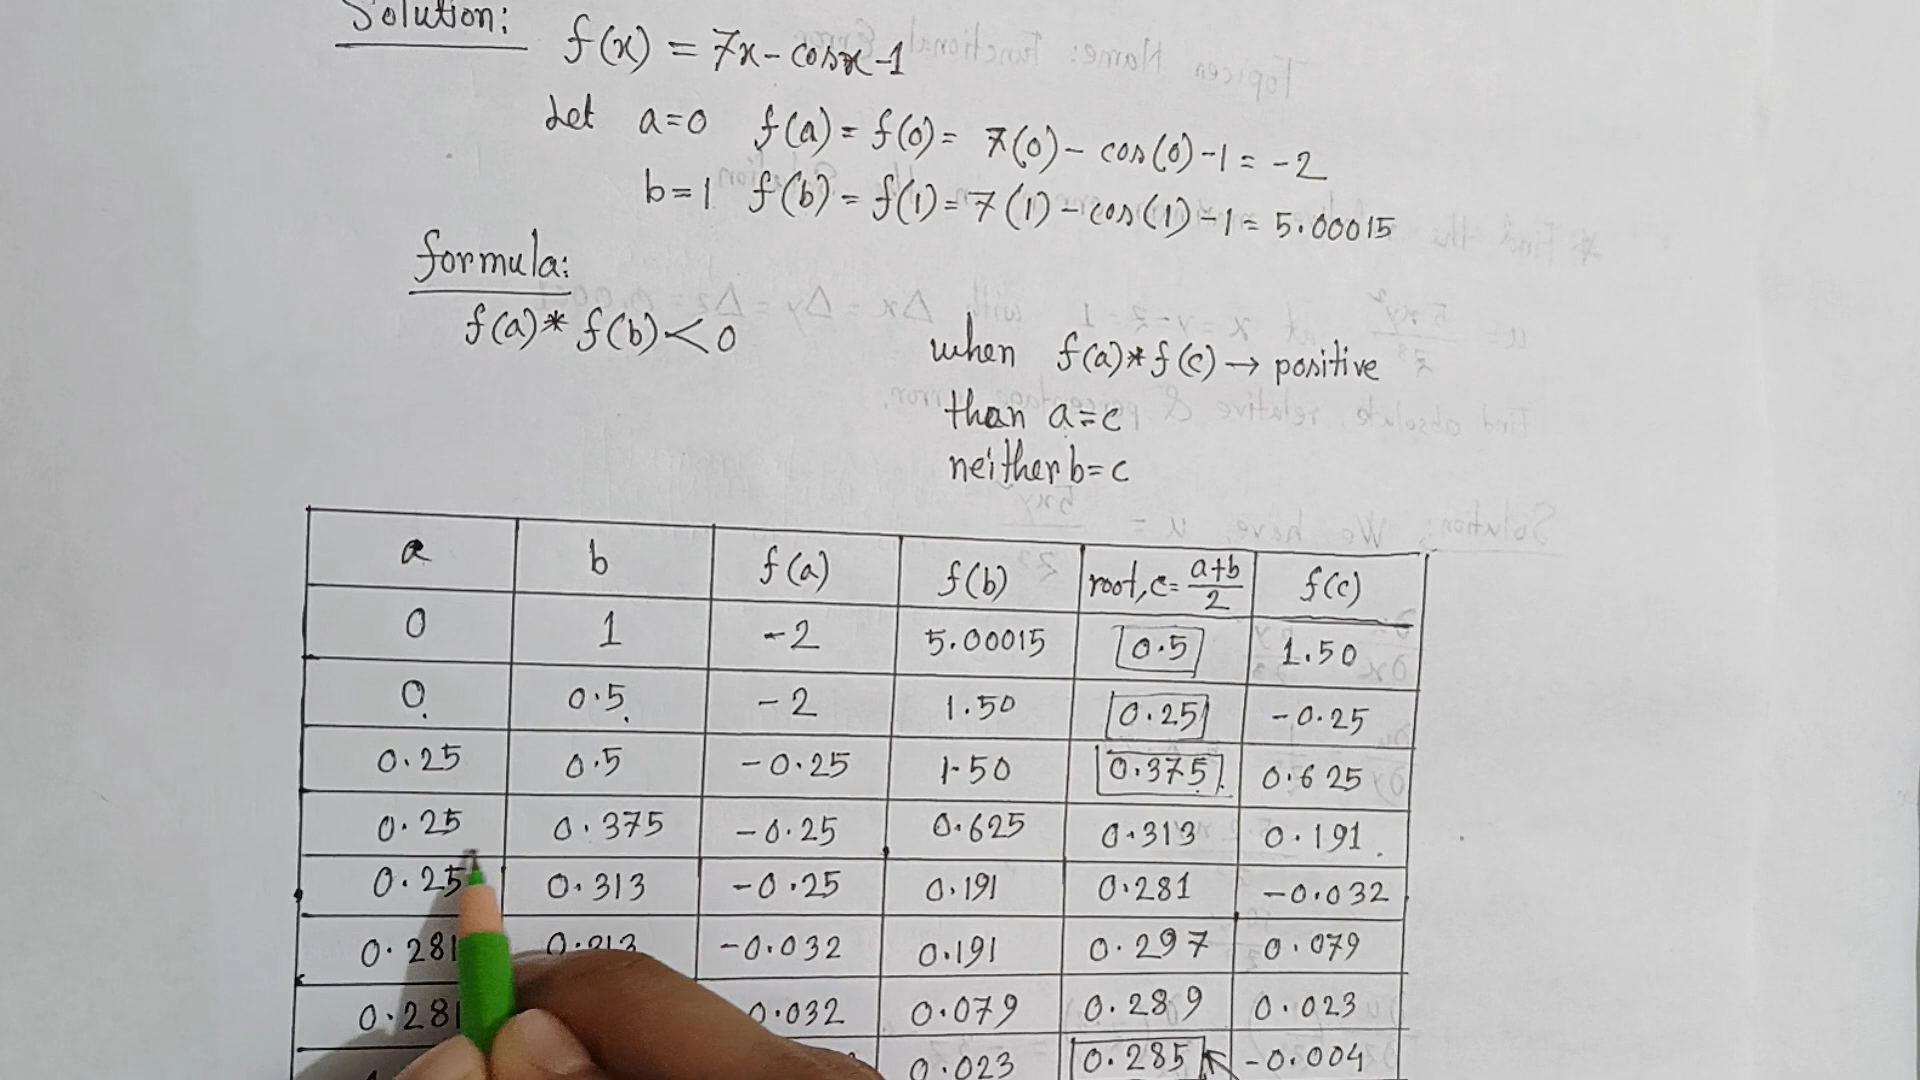 Solution: f(x) = 7x - cosx - 1
Let a=0 f(a) = f(0) = 7(0) - cos(0) - 1 = -2
b=1 f(b) = f(1) = 7(1) - cos(1) - 1 = 5.00015
formula:
f(a)* f(b) < 0
when f(a)* f(c) → positive
than a=c
neither b=c
a b f(a) f(b) root, c= a+b/2 f(c)
0 1 -2 5.00015 0.5 1.50
0 0.5 -2 1.50 0.25 -0.25
0.25 0.5 -0.25 1.50 0.375 0.625
0.25 0.375 -0.25 0.625 0.313 0.191
0.25 0.313 -0.25 0.191 0.281 -0.032
0.281 -0.032 0.191 0.297 0.079
0.281 0.032 0.079 0.289 0.023
0.023 0.285 -0.004